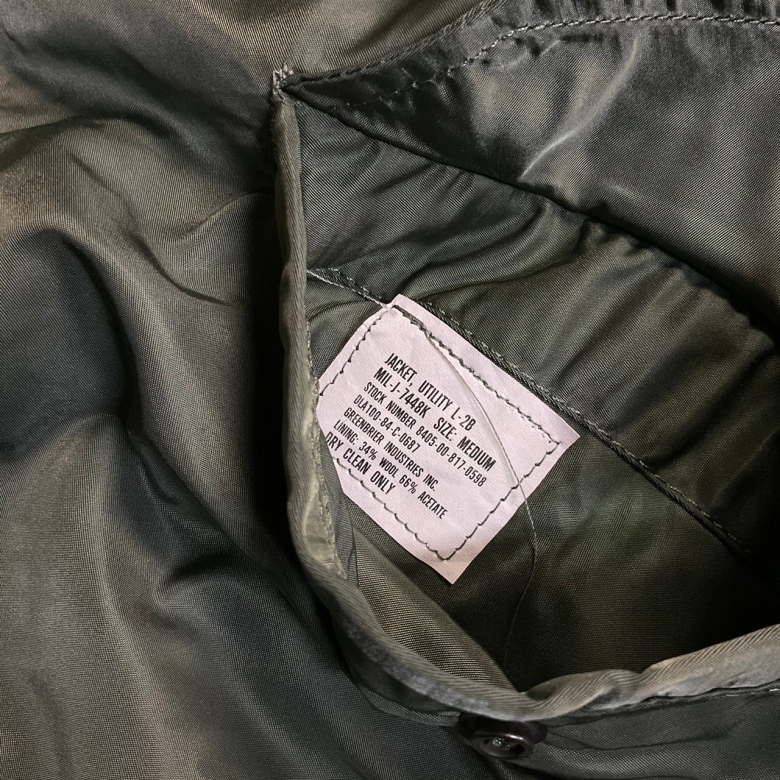 JACKET, UTILITY L-2B
MIL-J-7448K SIZE: MEDIUM
STOCK NUMBER 8405-00-817-0598
DLA100-84-C-0687
GREENBRIER INDUSTRIES INC.
LINING: 34% WOOL 66% ACETATE
DRY CLEAN ONLY